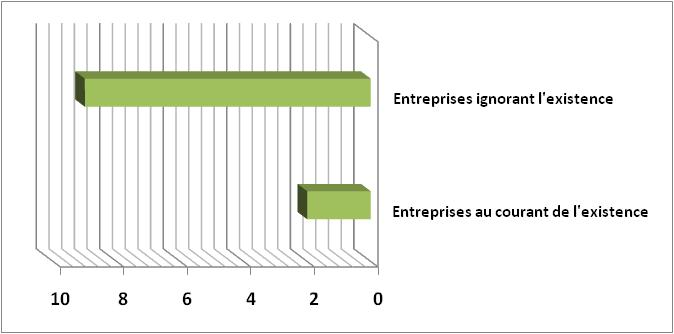 Entreprises ignorant l'existence
Entreprises au courant de l'existence
10 8 6 4 2 0